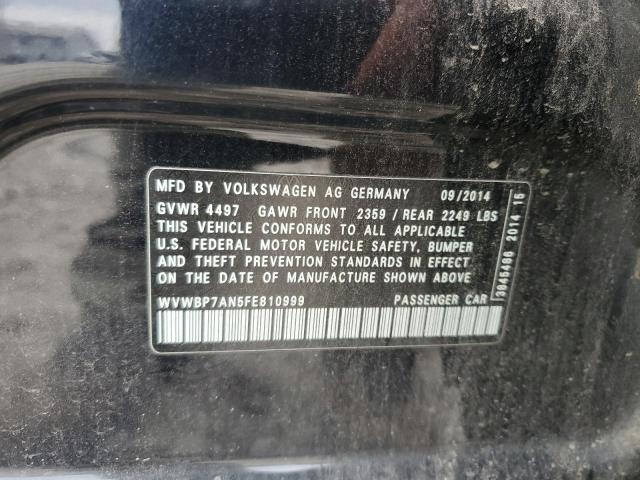 MFD BY VOLKSWAGEN AG GERMANY 09/2014
GVWR 4497 GAWR FRONT 2359 / REAR 2249 LBS
THIS VEHICLE CONFORMS TO ALL APPLICABLE
U.S. FEDERAL MOTOR VEHICLE SAFETY, BUMPER
AND THEFT PREVENTION STANDARDS IN EFFECT
ON THE DATE OF MANUFACTURE SHOWN ABOVE
WVWBP7AN5FE810999 PASSENGER CAR
2014 15